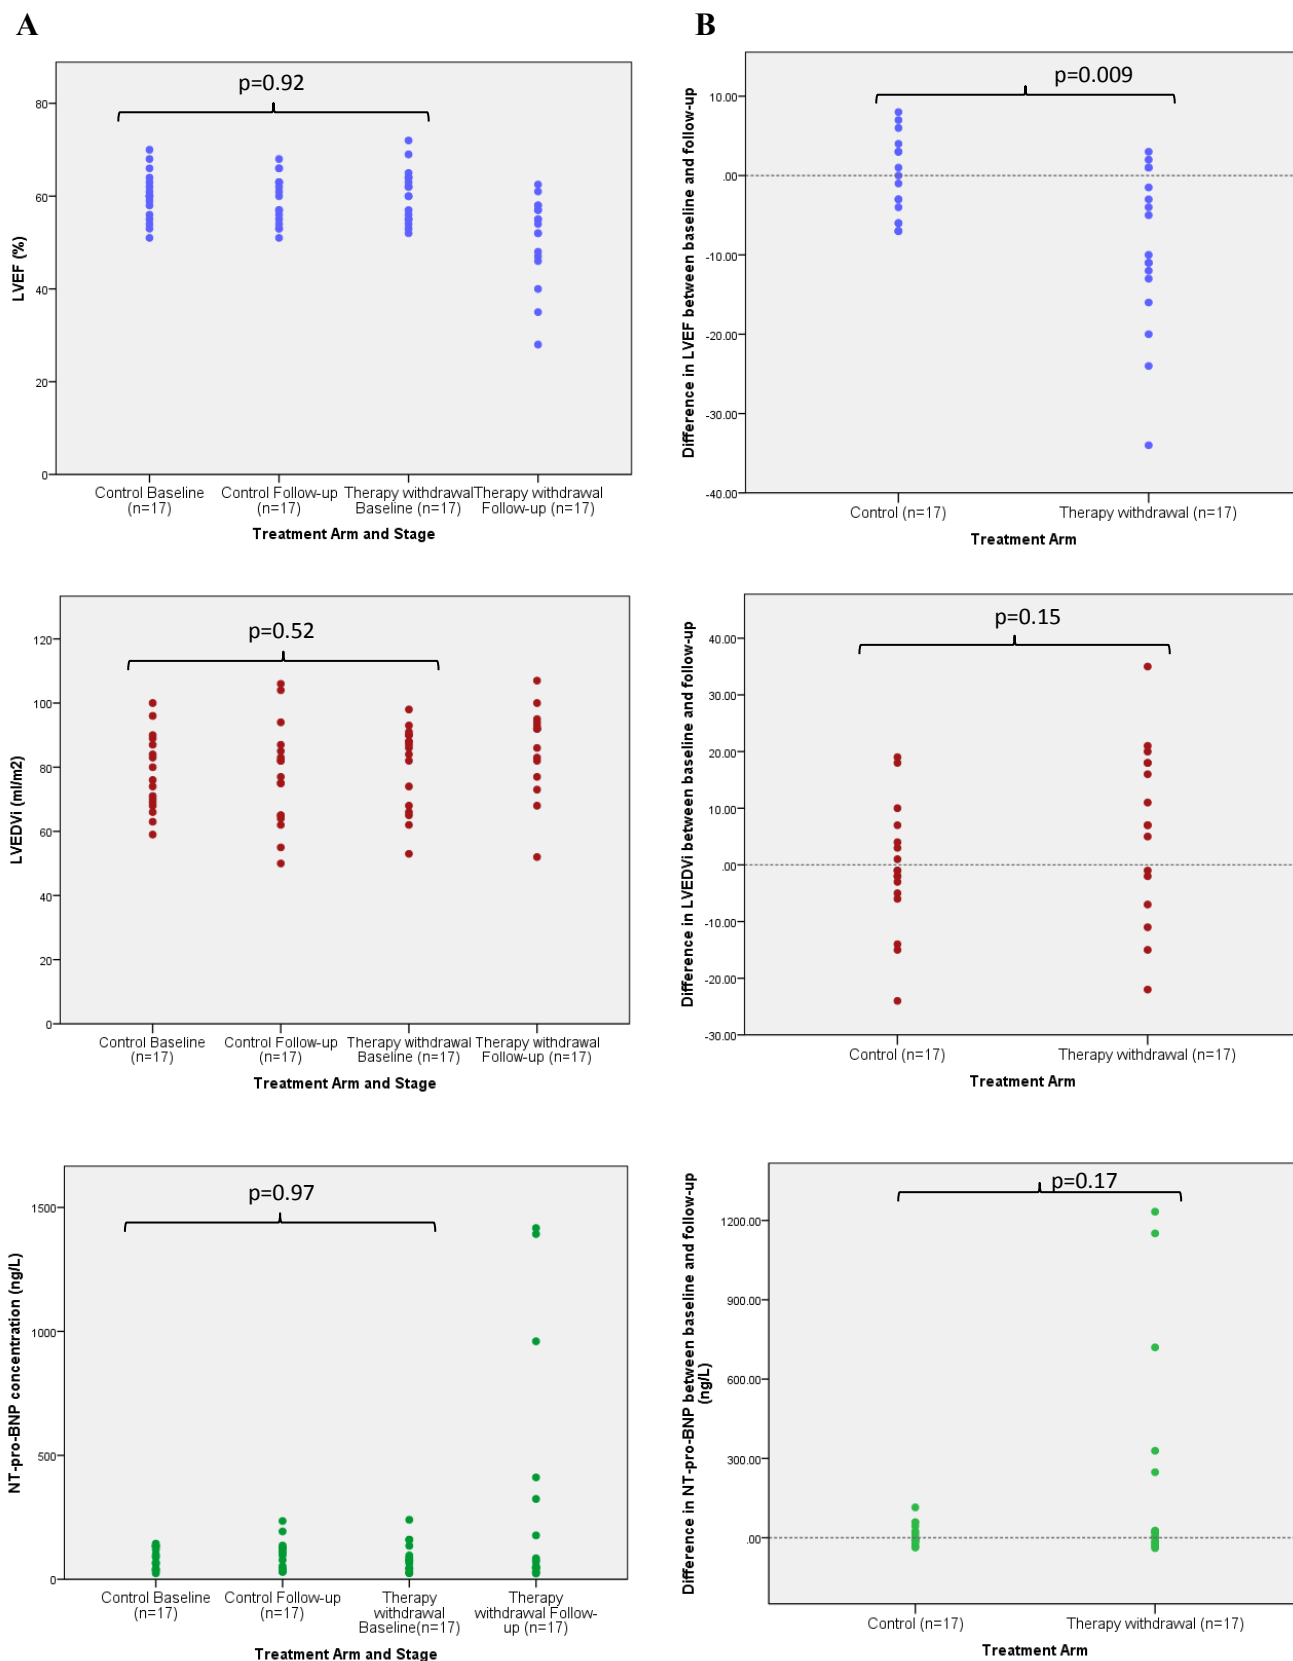 A
p=0.92
LVEF (%)
80
60
40
20
0
Control Baseline (n=17)
Control Follow-up (n=17)
Therapy withdrawal Baseline (n=17)
Therapy withdrawal Follow-up (n=17)
Treatment Arm and Stage
B
p=0.009
Difference in LVEF between baseline and follow-up
10.00
.00
-10.00
-20.00
-30.00
-40.00
Control (n=17)
Therapy withdrawal (n=17)
Treatment Arm
p=0.52
LVEDVi (ml/m2)
120
100
80
60
40
20
0
Control Baseline (n=17)
Control Follow-up (n=17)
Therapy withdrawal Baseline (n=17)
Therapy withdrawal Follow-up (n=17)
Treatment Arm and Stage
p=0.15
Difference in LVEDVi between baseline and follow-up
40.00
30.00
20.00
10.00
.00
-10.00
-20.00
-30.00
Control (n=17)
Therapy withdrawal (n=17)
Treatment Arm
p=0.97
NT-pro-BNP concentration (ng/L)
1500
1000
500
0
Control Baseline (n=17)
Control Follow-up (n=17)
Therapy withdrawal Baseline(n=17)
Therapy withdrawal Follow-up (n=17)
Treatment Arm and Stage
p=0.17
Difference in NT-pro-BNP between baseline and follow-up
(ng/L)
1200.00
900.00
600.00
300.00
.00
Control (n=17)
Therapy withdrawal (n=17)
Treatment Arm